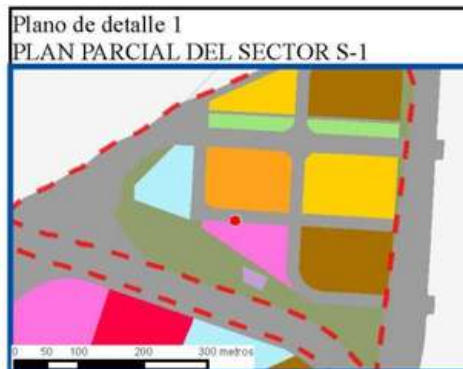 Plano de detalle 1
PLAN PARCIAL DEL SECTOR S-1
0 50 100 200 300 metros